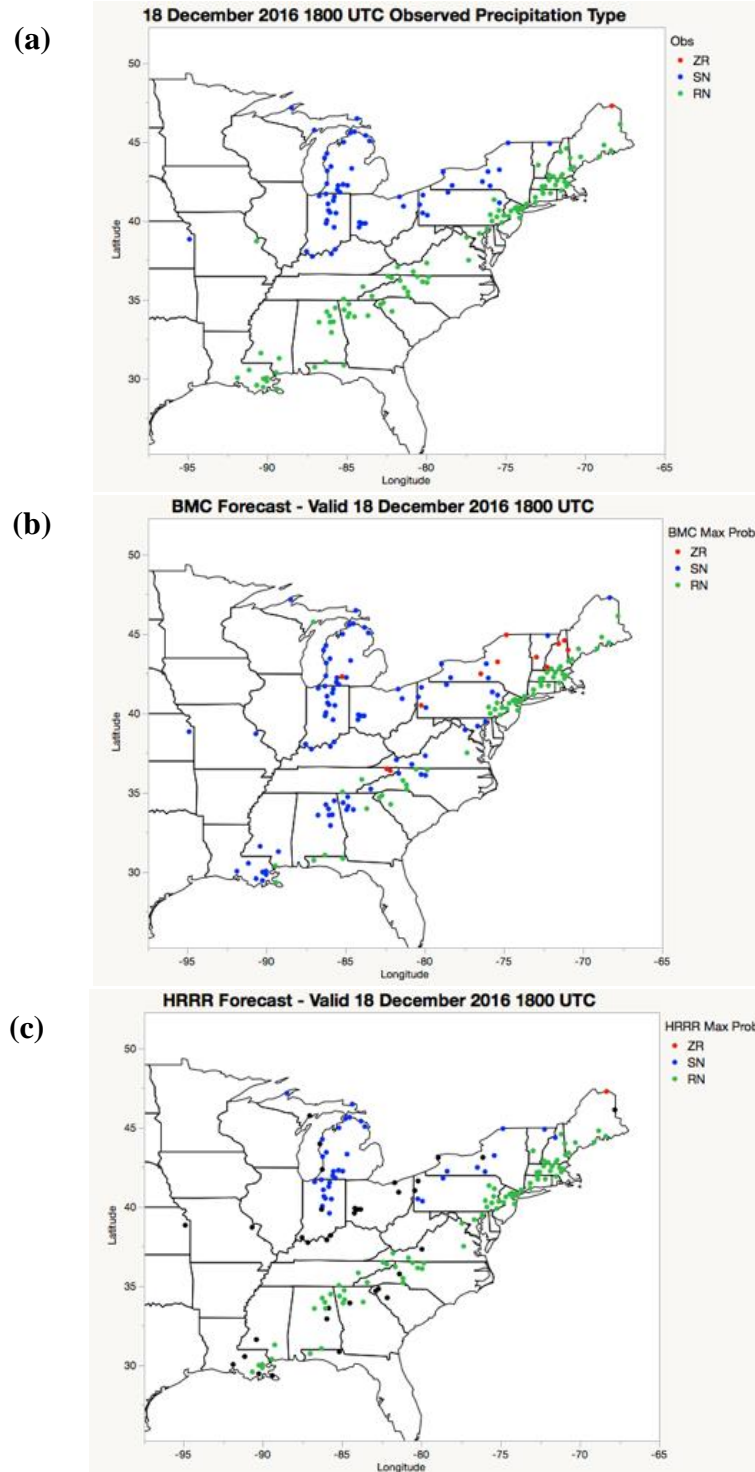 (a)
18 December 2016 1800 UTC Observed Precipitation Type
Obs
ZR
SN
RN
50
45
40
35
30
Latitude
-95 -90 -85 -80 -75 -70 -65
Longitude
(b)
BMC Forecast - Valid 18 December 2016 1800 UTC
BMC Max Prob
ZR
SN
RN
50
45
40
35
30
Latitude
-95 -90 -85 -80 -75 -70 -65
Longitude
(c)
HRRR Forecast - Valid 18 December 2016 1800 UTC
HRRR Max Prob
ZR
SN
RN
50
45
40
35
30
Latitude
-95 -90 -85 -80 -75 -70 -65
Longitude